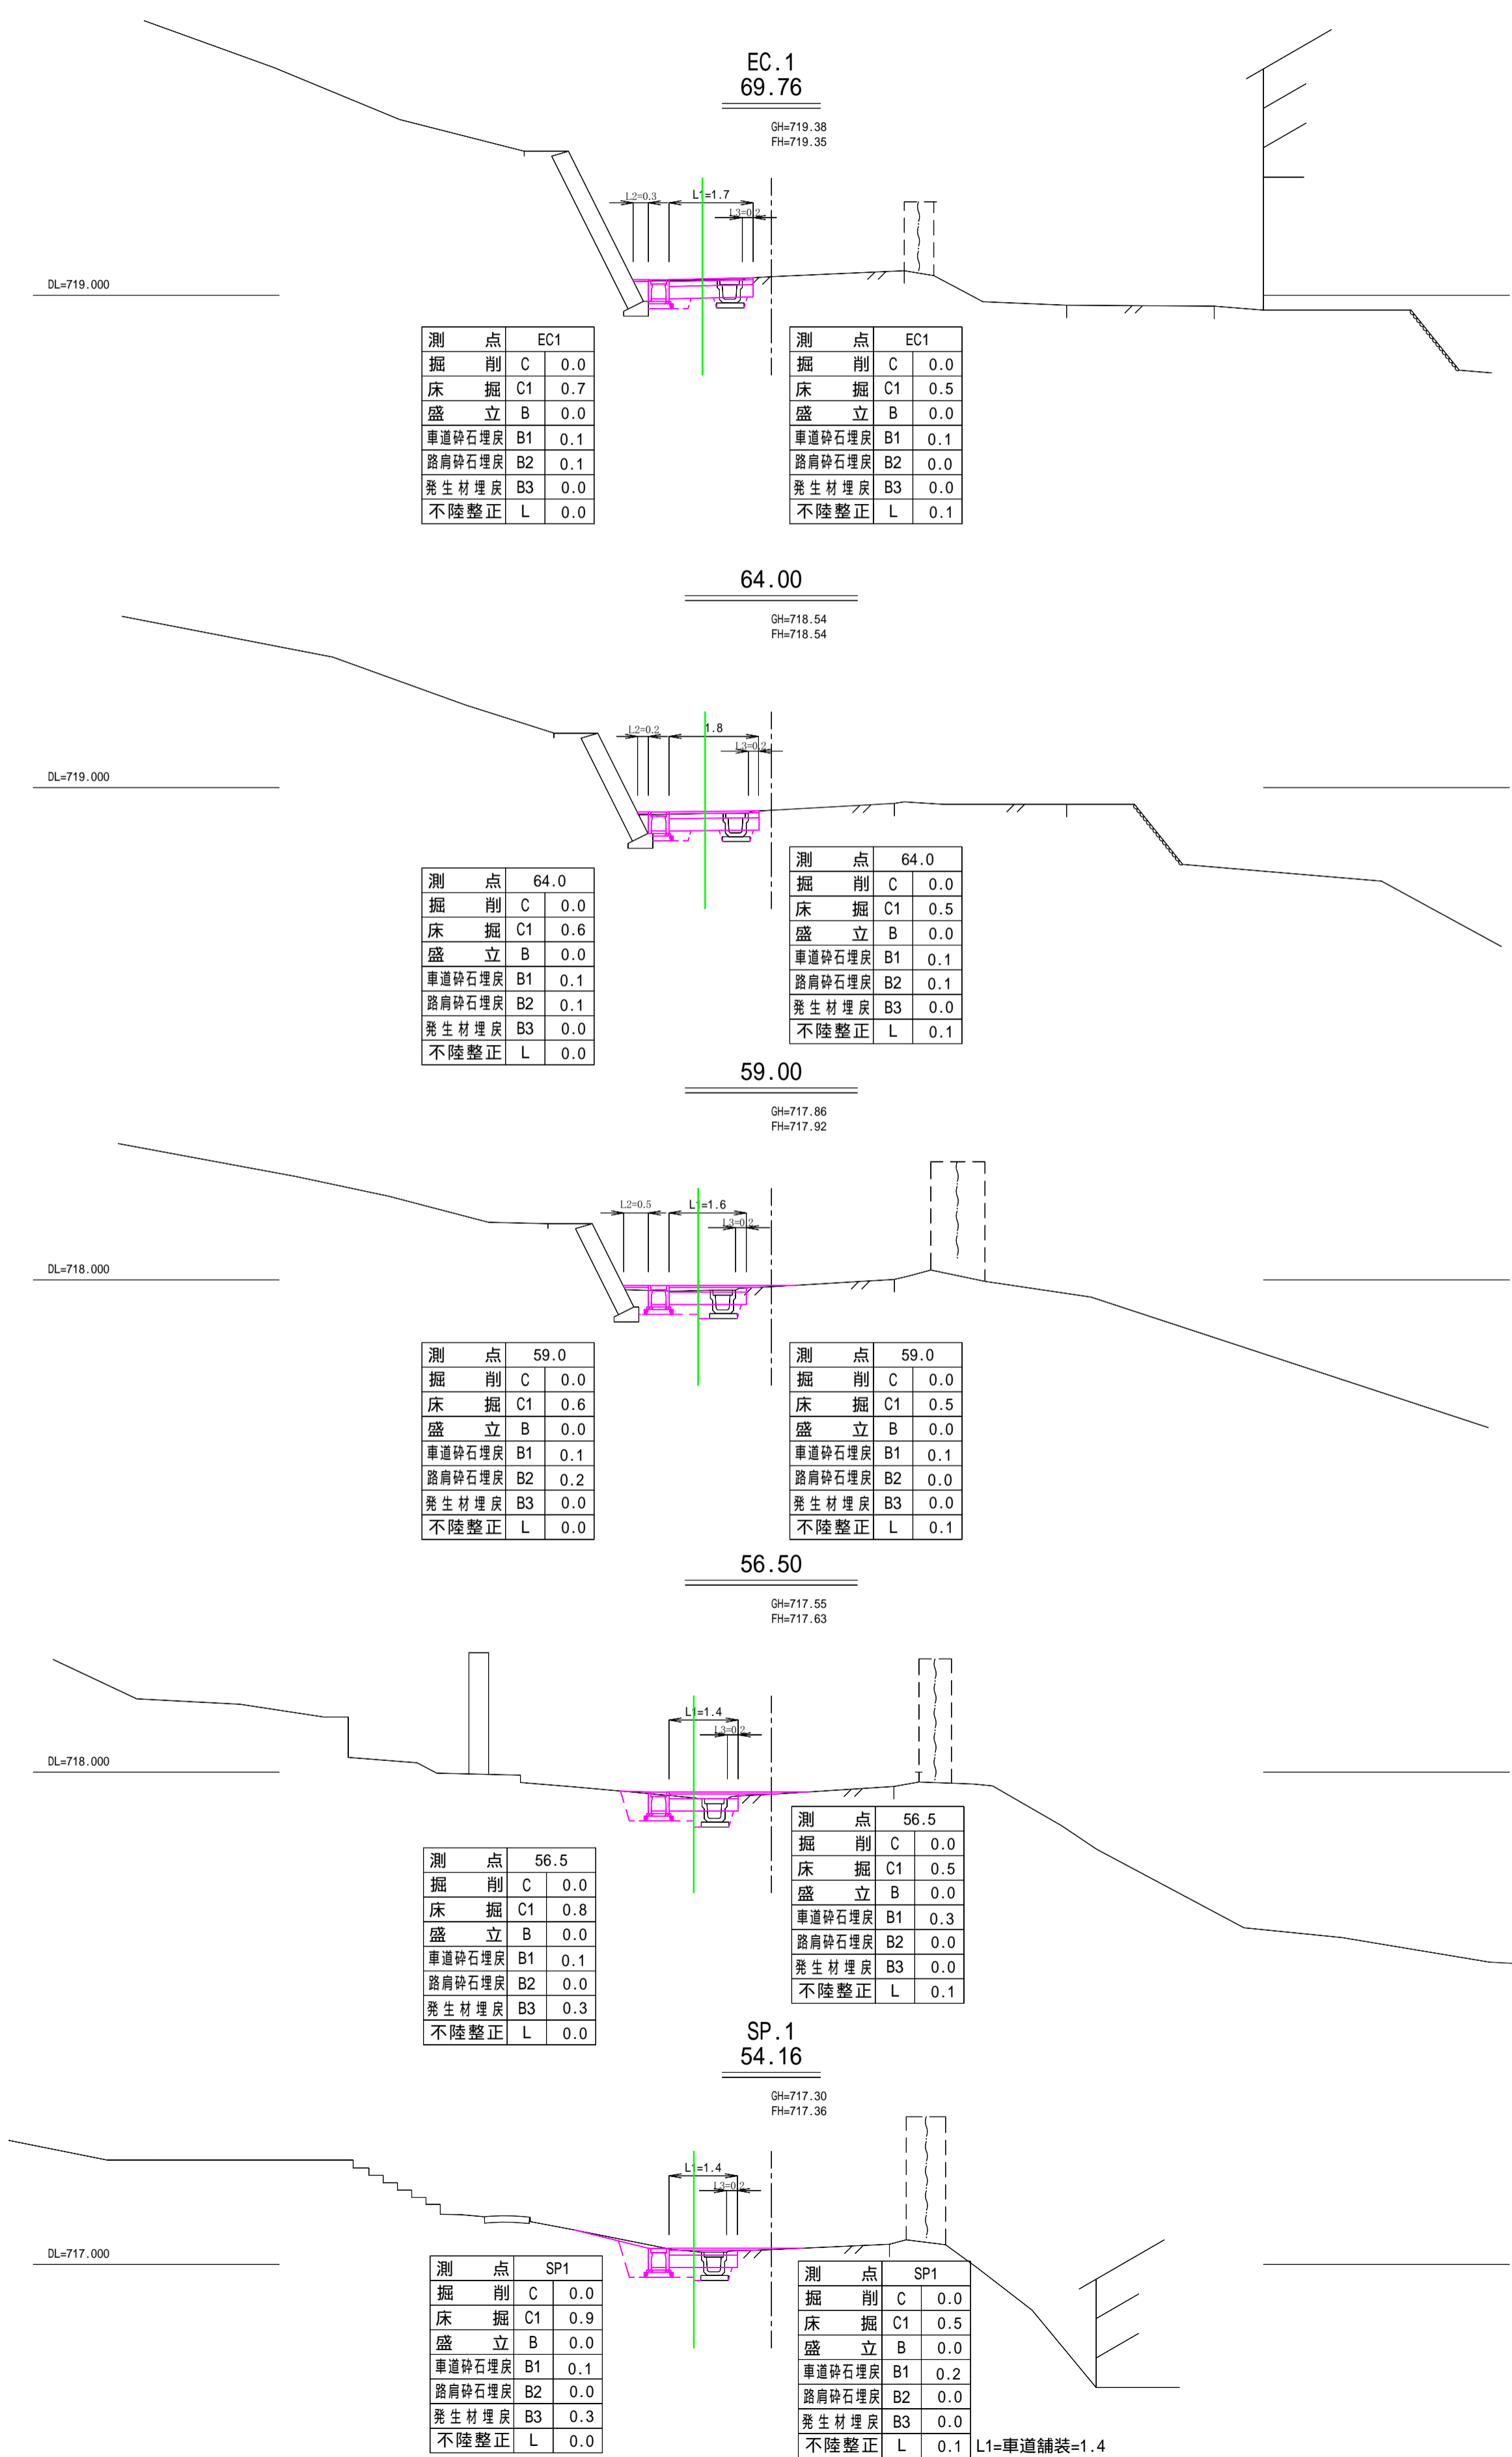 EC.1
69.76
GH=719.38
FH=719.35
L2=0.3
L1=1.7
L3=0.2
DL=719.000
測 点 EC1
掘 削 C 0.0
床 掘 C1 0.7
盛 立 B 0.0
車道砕石埋戻 B1 0.1
路肩砕石埋戻 B2 0.1
発生材埋戻 B3 0.0
不陸整正 L 0.0
測 点 EC1
掘 削 C 0.0
床 掘 C1 0.5
盛 立 B 0.0
車道砕石埋戻 B1 0.1
路肩砕石埋戻 B2 0.0
発生材埋戻 B3 0.0
不陸整正 L 0.1
64.00
GH=718.54
FH=718.54
L2=0.2
1.8
L3=0.2
DL=719.000
測 点 64.0
掘 削 C 0.0
床 掘 C1 0.6
盛 立 B 0.0
車道砕石埋戻 B1 0.1
路肩砕石埋戻 B2 0.1
発生材埋戻 B3 0.0
不陸整正 L 0.0
測 点 64.0
掘 削 C 0.0
床 掘 C1 0.5
盛 立 B 0.0
車道砕石埋戻 B1 0.1
路肩砕石埋戻 B2 0.1
発生材埋戻 B3 0.0
不陸整正 L 0.1
59.00
GH=717.86
FH=717.92
L2=0.5
L1=1.6
L3=0.2
DL=718.000
測 点 59.0
掘 削 C 0.0
床 掘 C1 0.6
盛 立 B 0.0
車道砕石埋戻 B1 0.1
路肩砕石埋戻 B2 0.2
発生材埋戻 B3 0.0
不陸整正 L 0.0
測 点 59.0
掘 削 C 0.0
床 掘 C1 0.5
盛 立 B 0.0
車道砕石埋戻 B1 0.1
路肩砕石埋戻 B2 0.0
発生材埋戻 B3 0.0
不陸整正 L 0.1
56.50
GH=717.55
FH=717.63
L1=1.4
L3=0.2
DL=718.000
測 点 56.5
掘 削 C 0.0
床 掘 C1 0.8
盛 立 B 0.0
車道砕石埋戻 B1 0.1
路肩砕石埋戻 B2 0.0
発生材埋戻 B3 0.3
不陸整正 L 0.0
測 点 56.5
掘 削 C 0.0
床 掘 C1 0.5
盛 立 B 0.0
車道砕石埋戻 B1 0.3
路肩砕石埋戻 B2 0.0
発生材埋戻 B3 0.0
不陸整正 L 0.1
SP.1
54.16
GH=717.30
FH=717.36
L1=1.4
L3=0.2
DL=717.000
測 点 SP1
掘 削 C 0.0
床 掘 C1 0.9
盛 立 B 0.0
車道砕石埋戻 B1 0.1
路肩砕石埋戻 B2 0.0
発生材埋戻 B3 0.3
不陸整正 L 0.0
測 点 SP1
掘 削 C 0.0
床 掘 C1 0.5
盛 立 B 0.0
車道砕石埋戻 B1 0.2
路肩砕石埋戻 B2 0.0
発生材埋戻 B3 0.0
不陸整正 L 0.1
L1=車道舗装=1.4